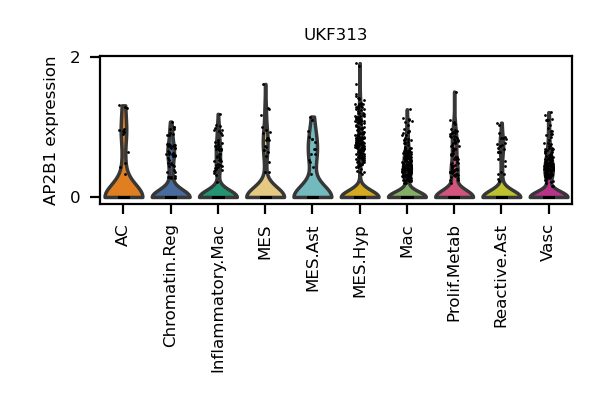 UKF313
AP2B1 expression
2
0
AC
Chromatin.Reg
Inflammatory.Mac
MES
MES.Ast
MES.Hyp
Mac
Prolif.Metab
Reactive.Ast
Vasc